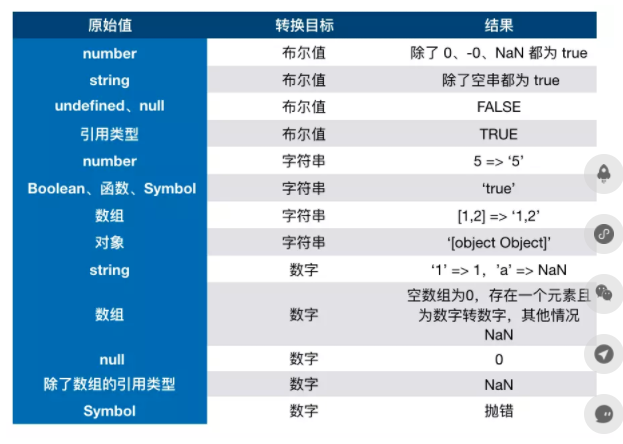 原始值 转换目标 结果
number 布尔值 除了 0、-0、NaN 都为 true
string 布尔值 除了空串都为 true
undefined、null 布尔值 FALSE
引用类型 布尔值 TRUE
number 字符串 5 => ‘5’
Boolean、函数、Symbol 字符串 ‘true’
数组 字符串 [1,2] => ‘1,2’
对象 字符串 ‘[object Object]’
string 数字 ‘1’ => 1，’a’ => NaN
数组 数字 空数组为0，存在一个元素且
为数字转数字，其他情况
NaN
null 数字 0
除了数组的引用类型 数字 NaN
Symbol 数字 抛错